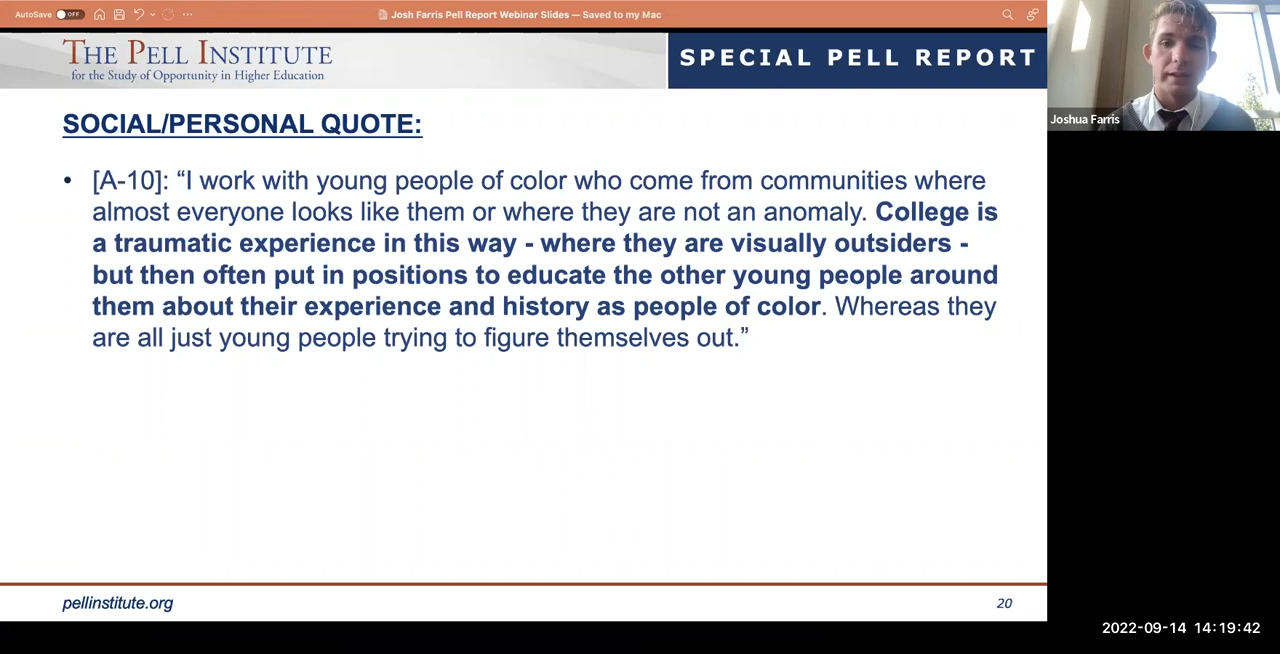 AutoSave OFF
Josh Farris Pell Report Webinar Slides — Saved to my Mac
THE PELL INSTITUTE
for the Study of Opportunity in Higher Education
SPECIAL PELL REPORT
Joshua Farris
SOCIAL/PERSONAL QUOTE:
• [A-10]: “I work with young people of color who come from communities where
almost everyone looks like them or where they are not an anomaly. College is
a traumatic experience in this way - where they are visually outsiders -
but then often put in positions to educate the other young people around
them about their experience and history as people of color. Whereas they
are all just young people trying to figure themselves out.”
pellinstitute.org
20
2022-09-14 14:19:42